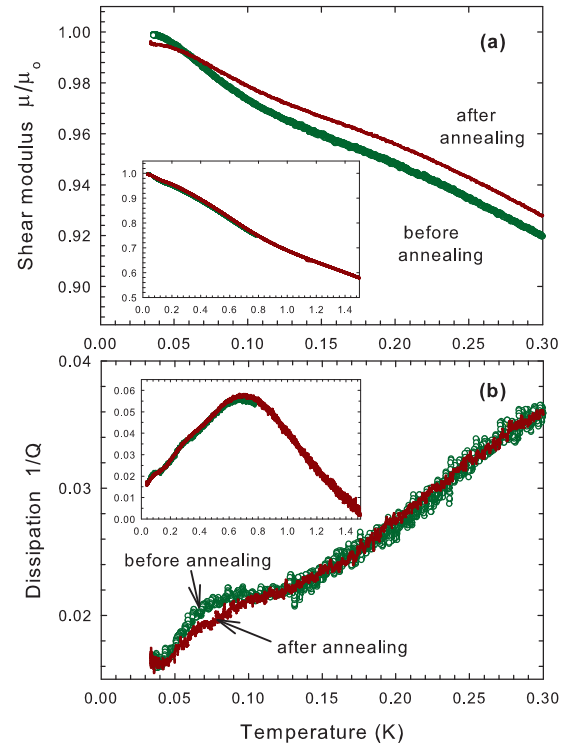 1.00
0.98
0.96
0.94
0.92
0.90
Shear modulus μ/μo
(a)
after
annealing
before
annealing
1.0
0.9
0.8
0.7
0.6
0.5
0.0 0.2 0.4 0.6 0.8 1.0 1.2 1.4
0.00 0.05 0.10 0.15 0.20 0.25 0.30
0.04
0.03
0.02
Dissipation 1/Q
(b)
0.06
0.05
0.04
0.03
0.02
0.01
0.00
0.0 0.2 0.4 0.6 0.8 1.0 1.2 1.4
before annealing
after annealing
0.00 0.05 0.10 0.15 0.20 0.25 0.30
Temperature (K)